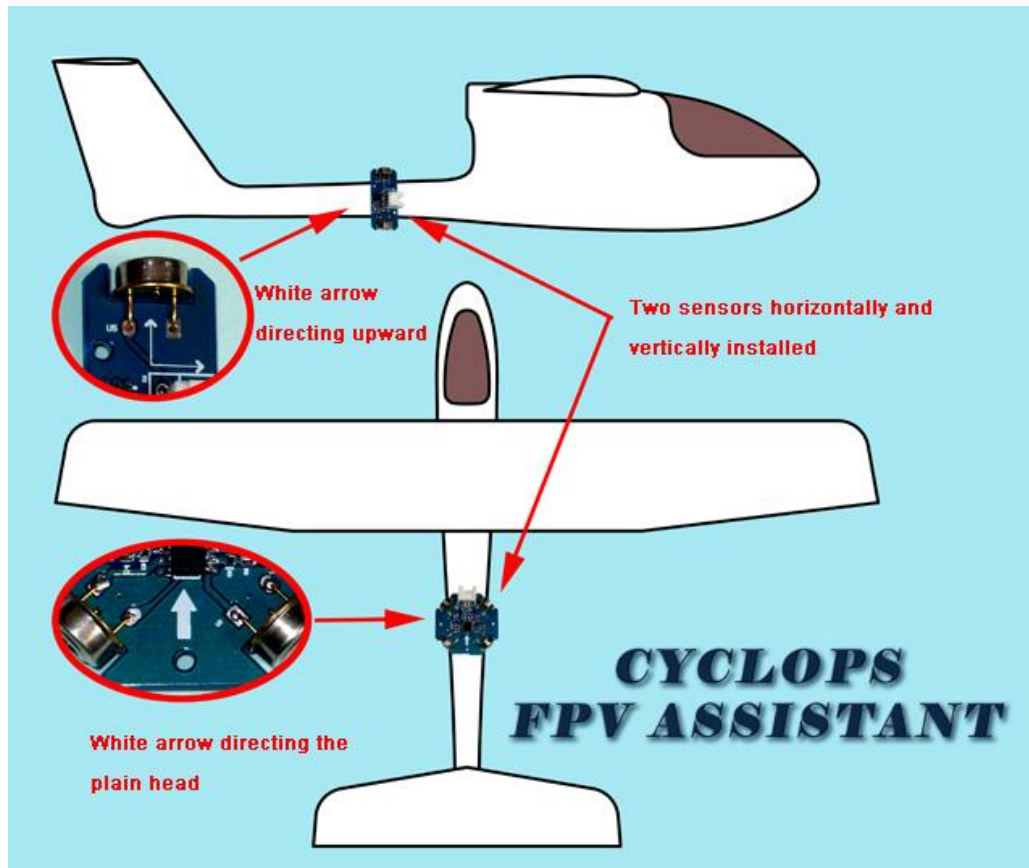 White arrow
directing upward
Two sensors horizontally and
vertically installed
U5
White arrow directing the
plain head
CYCLOPS
FPV ASSISTANT